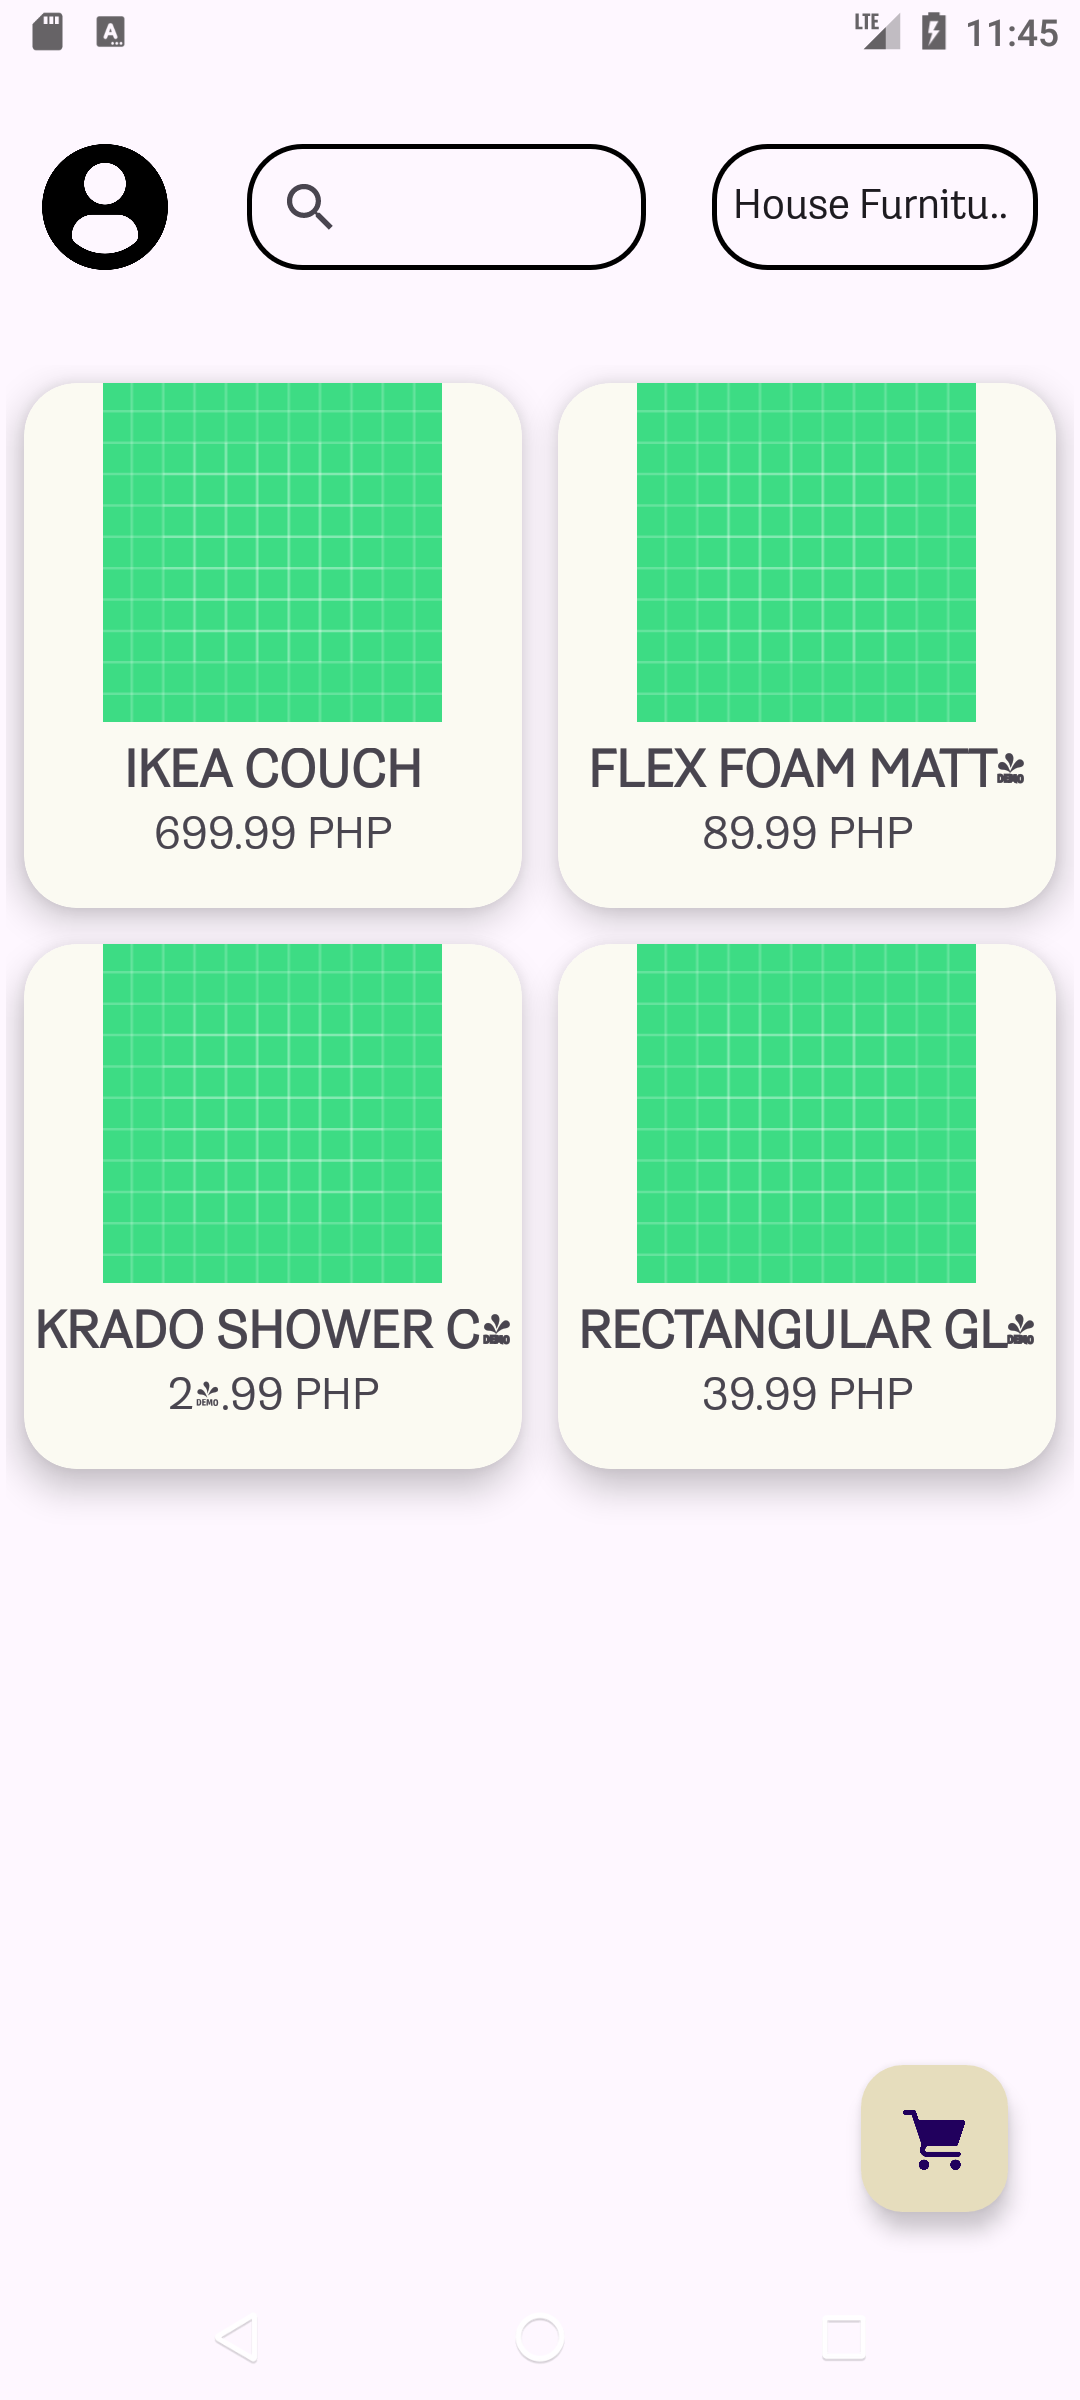 LTE 11:45
House Furnitu..
IKEA COUCH
699.99 PHP
FLEX FOAM MATT
89.99 PHP
KRADO SHOWER C
2 .99 PHP
RECTANGULAR GL
39.99 PHP